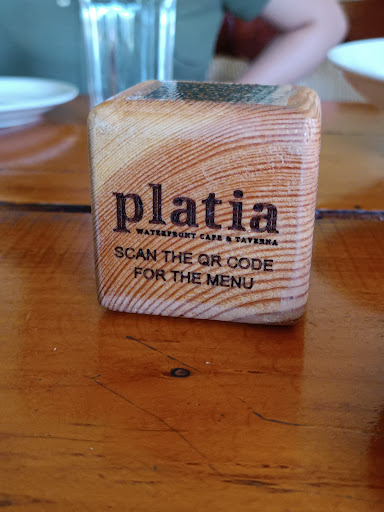 platia
WATERFRONT CAFE & TAVERNA
SCAN THE QR CODE
FOR THE MENU